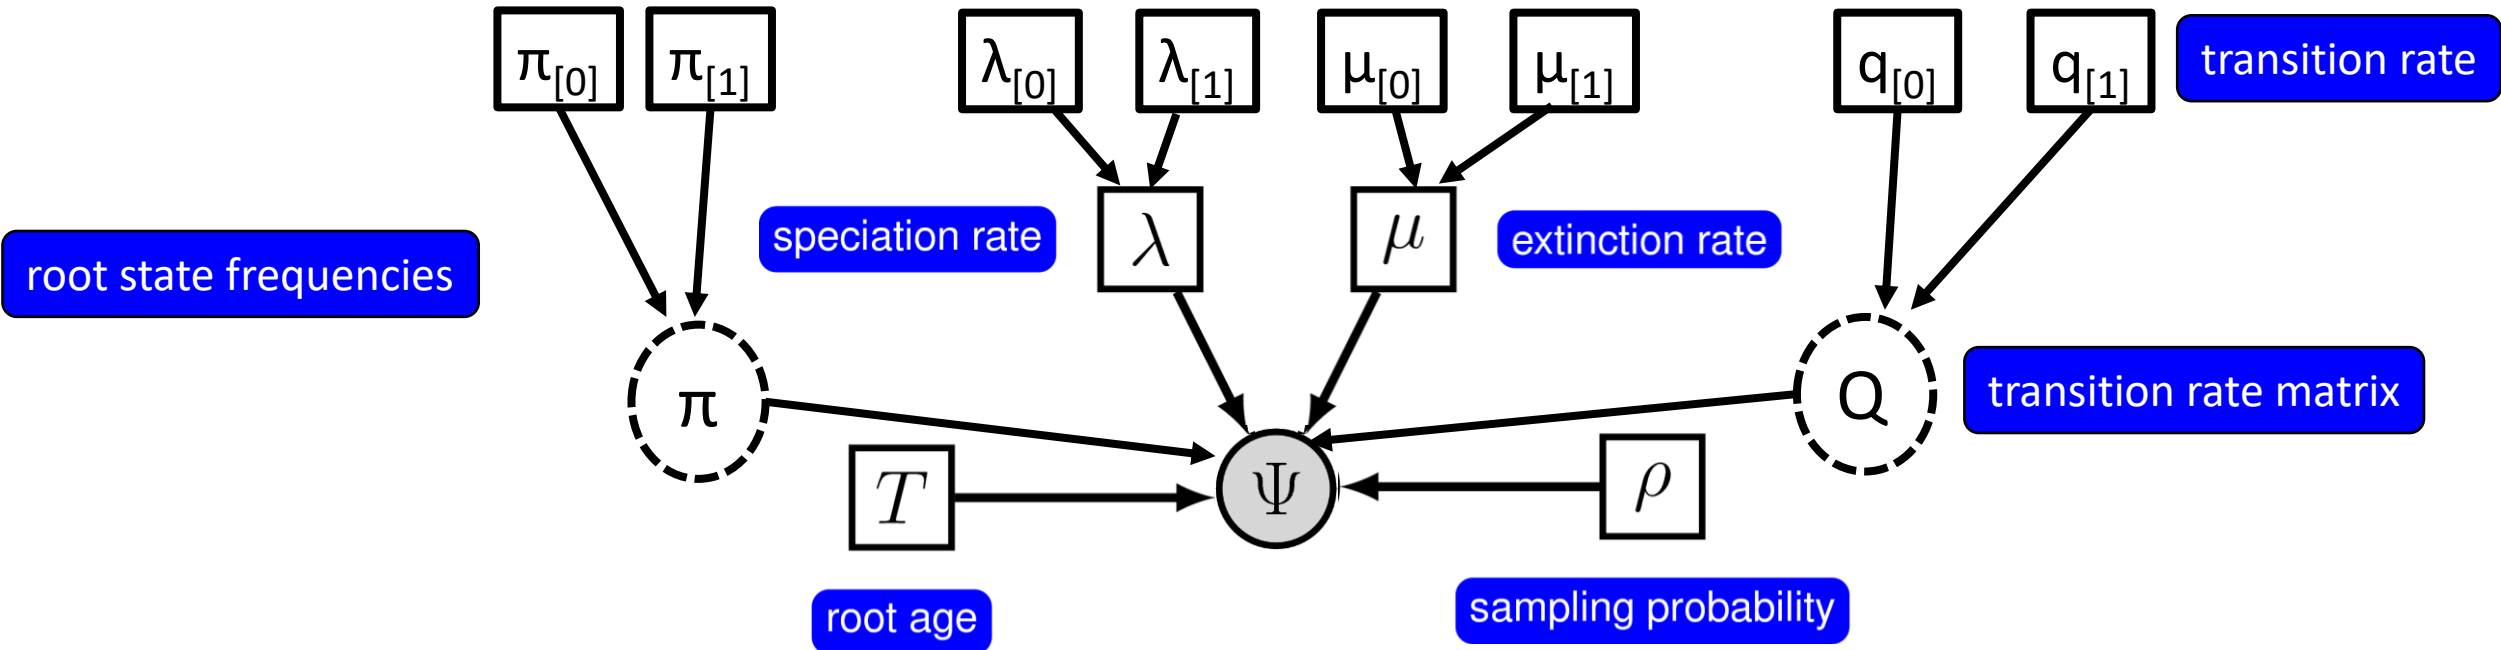 π[0]
π[1]
λ[0]
λ[1]
μ[0]
μ[1]
q[0]
q[1]
transition rate
speciation rate
λ
μ
extinction rate
root state frequencies
π
Q
transition rate matrix
T
Ψ
ρ
root age
sampling probability